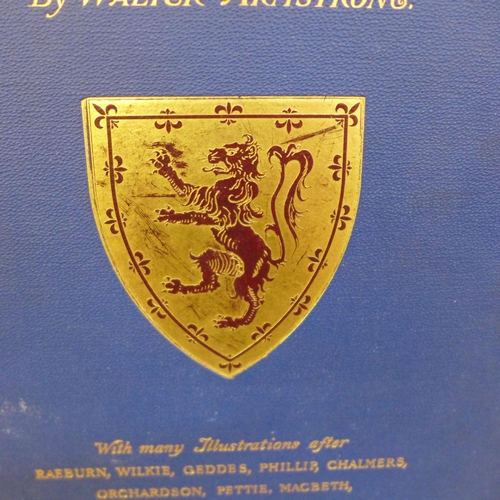 By WALTER ARMSTRONG.
With many Illustrations after
RAEBURN, WILKIE, GEDDES, PHILLIP, CHALMERS,
ORCHARDSON, PETTIE, MACBETH,